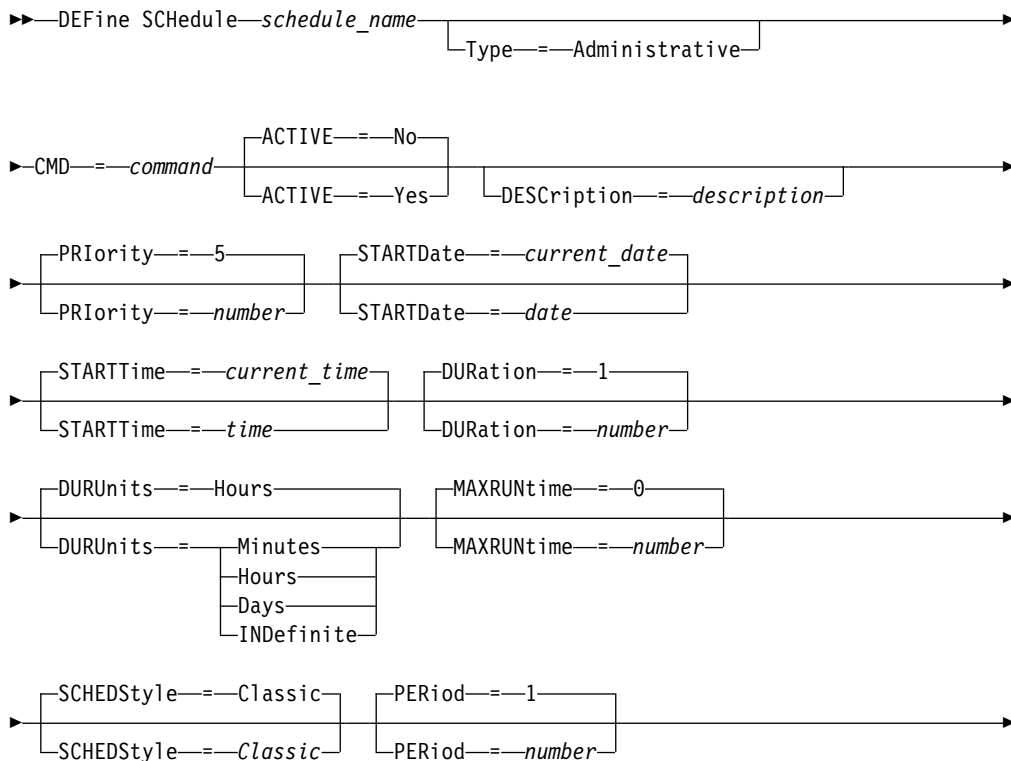 DEFine SCHedule schedule_name
Type = Administrative
ACTIVE = No
CMD = command
ACTIVE = Yes
DESCription = description
PRIority = 5
STARTDate = current_date
PRIority = number
STARTDate = date
STARTTime = current_time
DURation = 1
STARTTime = time
DURation = number
DURUnits = Hours
MAXRUNtime = 0
DURUnits = Minutes
MAXRUNtime = number
Hours
Days
INDefinite
SCHEDStyle = Classic
PERiod = 1
SCHEDStyle = Classic
PERiod = number